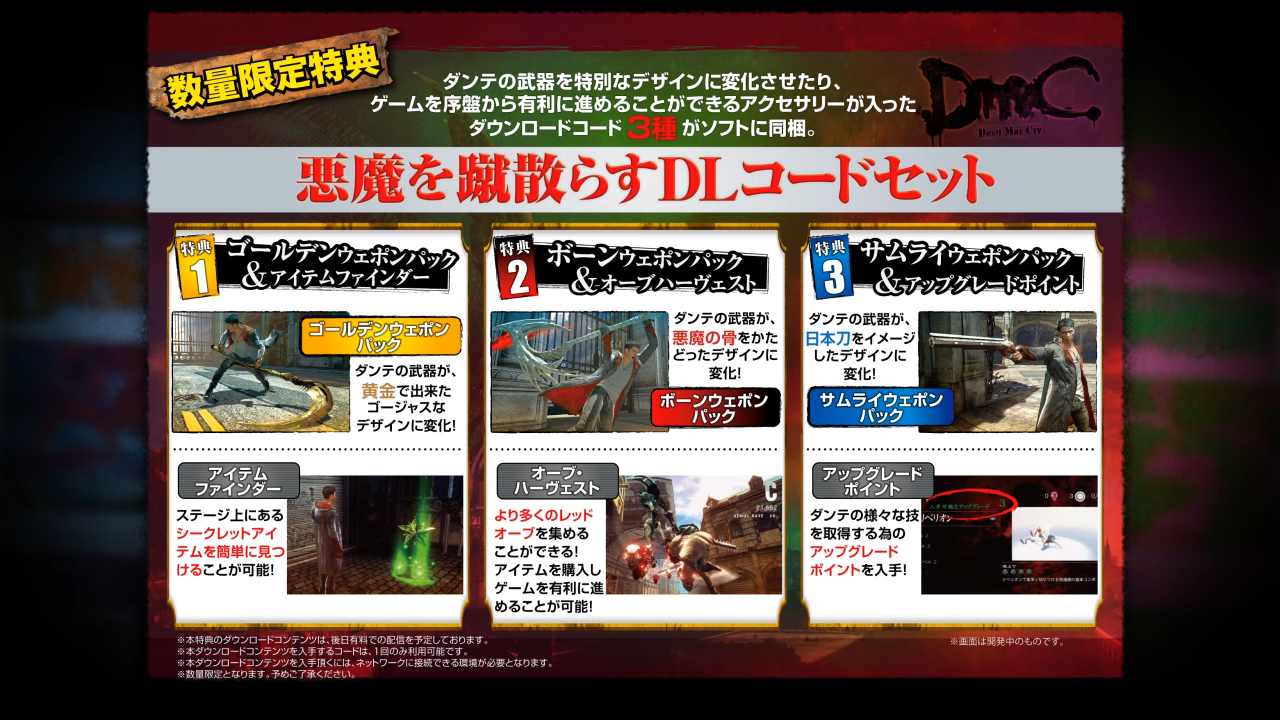 数量限定特典
ダンテの武器を特別なデザインに変化させたり、
ゲームを序盤から有利に進めることができるアクセサリーが入った
ダウンロードコード 3種 がソフトに同梱。
DmC
Devil May Cry
悪魔を蹴散らすDLコードセット
特典
1
ゴールデンウェポンパック
&アイテムファインダー
ゴールデンウェポン
パック
ダンテの武器が、
黄金で出来た
ゴージャスな
デザインに変化!
アイテム
ファインダー
ステージ上にある
シークレットアイ
テムを簡単に見つ
けることが可能!
特典
2
ボーンウェポンパック
&オーブハーヴェスト
ダンテの武器が、
悪魔の骨をかた
どったデザインに
変化!
ボーンウェポン
パック
オーブ・
ハーヴェスト
より多くのレッド
オーブを集める
ことができる!
アイテムを購入し
ゲームを有利に進
めることが可能!
C
特典
3
サムライウェポンパック
&アップグレードポイント
ダンテの武器が、
日本刀をイメージ
したデザインに
変化!
サムライウェポン
パック
アップグレード
ポイント
ダンテの様々な技
を取得する為の
アップグレード
ポイントを入手!
入手可能なアップグレード 3
リベリオン
※本特典のダウンロードコンテンツは、後日有料での配信を予定しております。
※本ダウンロードコンテンツを入手するコードは、1回のみ利用可能です。
※本ダウンロードコンテンツを入手頂くには、ネットワークに接続できる環境が必要となります。
※数量限定となります。予めご了承ください。
※画面は開発中のものです。